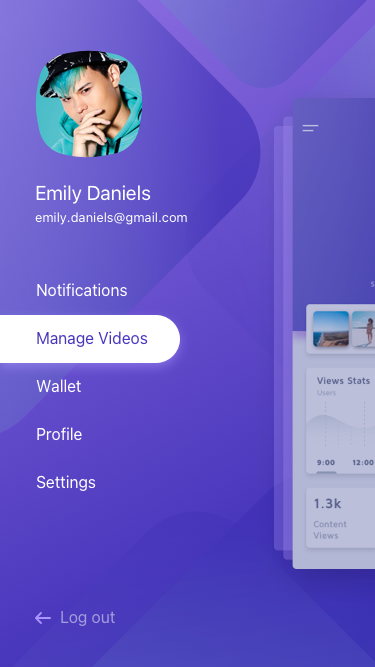 Emily Daniels
emily.daniels@gmail.com
Notifications
Manage Videos
Wallet
Profile
Settings
Log out
S
Views Stats
Users
9:00
12:00
1.3k
Content
Views